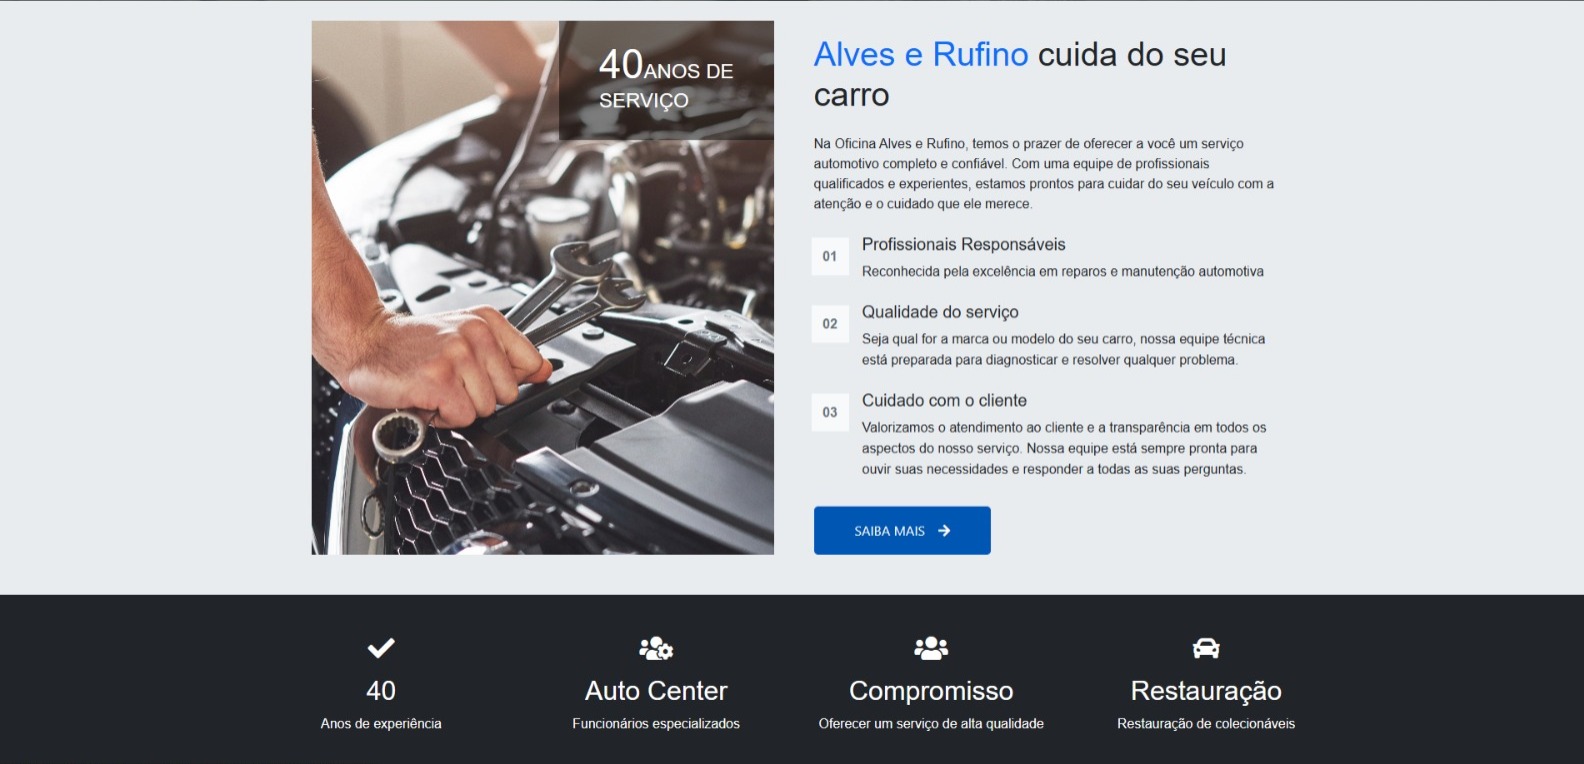 40ANOS DE
SERVIÇO
Alves e Rufino cuida do seu
carro
Na Oficina Alves e Rufino, temos o prazer de oferecer a você um serviço
automotivo completo e confiável. Com uma equipe de profissionais
qualificados e experientes, estamos prontos para cuidar do seu veículo com a
atenção e o cuidado que ele merece.
01
Profissionais Responsáveis
Reconhecida pela excelência em reparos e manutenção automotiva
02
Qualidade do serviço
Seja qual for a marca ou modelo do seu carro, nossa equipe técnica
está preparada para diagnosticar e resolver qualquer problema.
03
Cuidado com o cliente
Valorizamos o atendimento ao cliente e a transparência em todos os
aspectos do nosso serviço. Nossa equipe está sempre pronta para
ouvir suas necessidades e responder a todas as suas perguntas.
SAIBA MAIS
40
Anos de experiência
Auto Center
Funcionários especializados
Compromisso
Oferecer um serviço de alta qualidade
Restauração
Restauração de colecionáveis